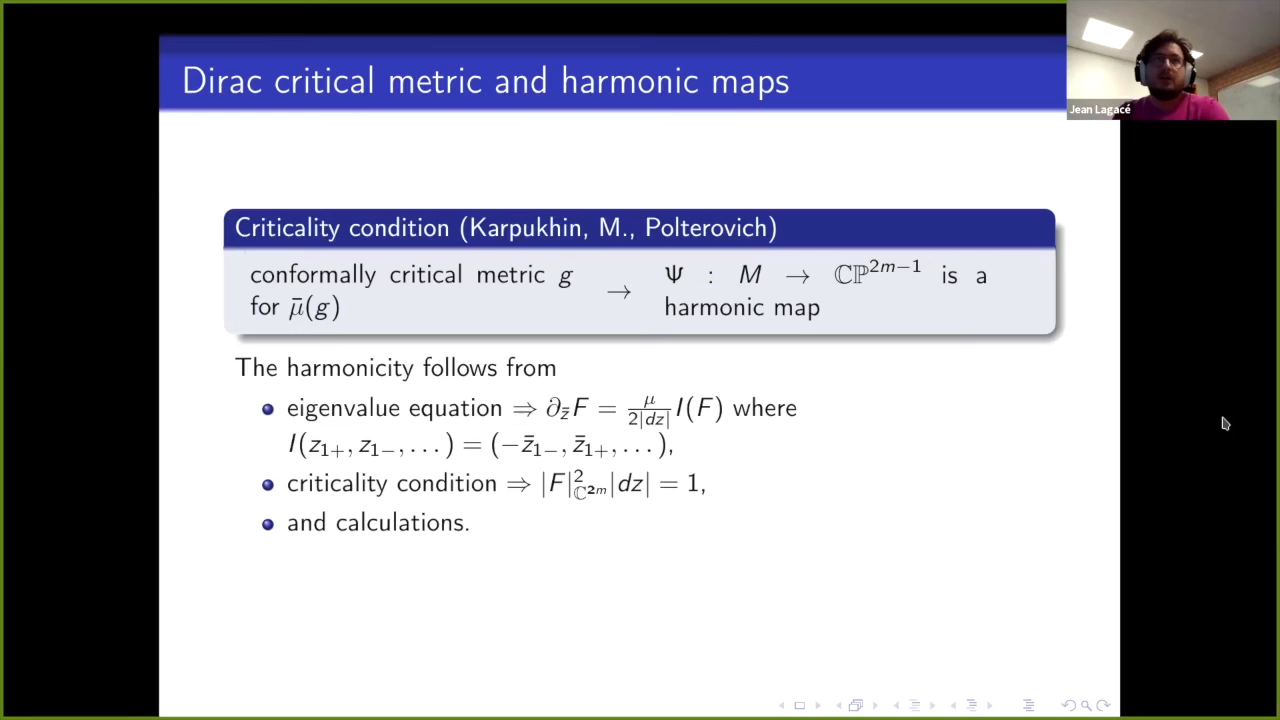 Dirac critical metric and harmonic maps
Jean Lagacé
Criticality condition (Karpukhin, M., Polterovich)
conformally critical metric g for μ̄(g) → Ψ : M → ℂℙ^{2m−1} is a harmonic map
The harmonicity follows from
eigenvalue equation ⇒ ∂_{z̄}F = \frac{μ}{2|dz|} I(F) where
I(z_{1+}, z_{1−}, . . . ) = (−z̄_{1−}, z̄_{1+}, . . . ),
criticality condition ⇒ |F|²_{ℂ^{2m}}|dz| = 1,
and calculations.